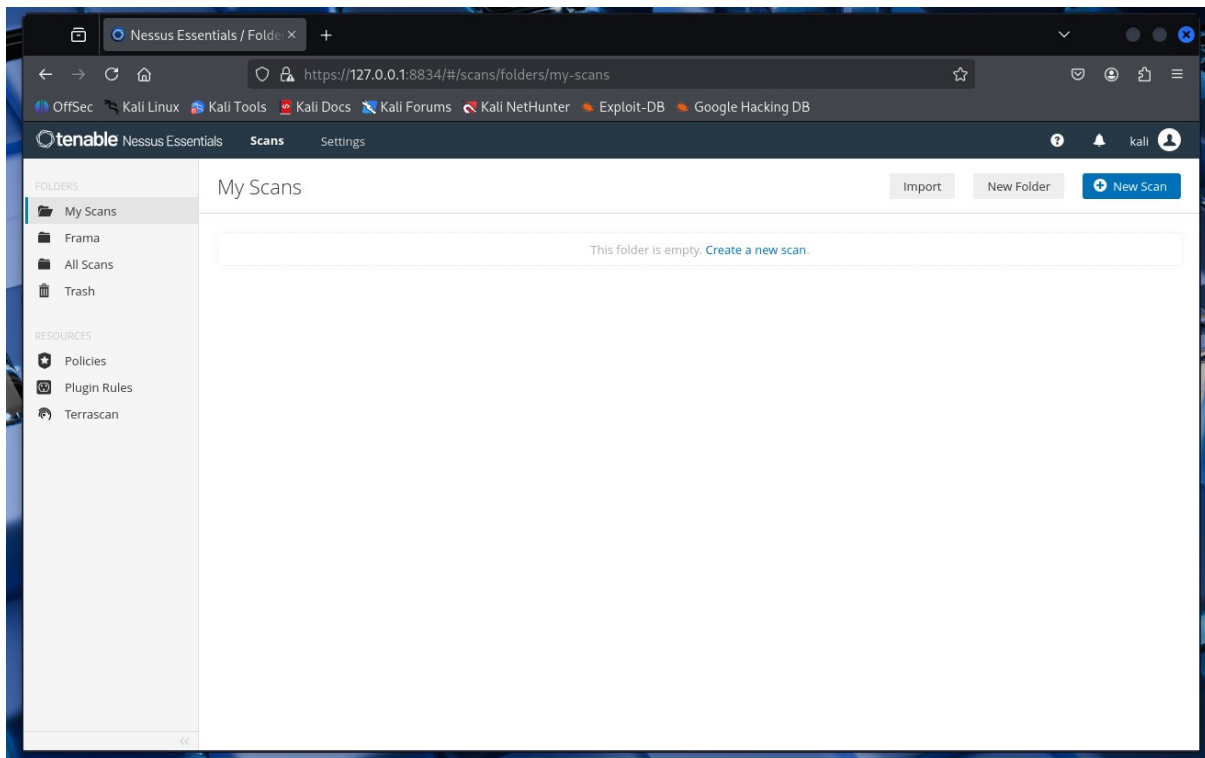 Nessus Essentials / Folde
https://127.0.0.1:8834/#/scans/folders/my-scans
OffSec Kali Linux Kali Tools Kali Docs Kali Forums Kali NetHunter Exploit-DB Google Hacking DB
tenable Nessus Essentials Scans Settings kali
FOLDERS
My Scans
Frama
All Scans
Trash
RESOURCES
Policies
Plugin Rules
Terrascan
My Scans Import New Folder New Scan
This folder is empty. Create a new scan.